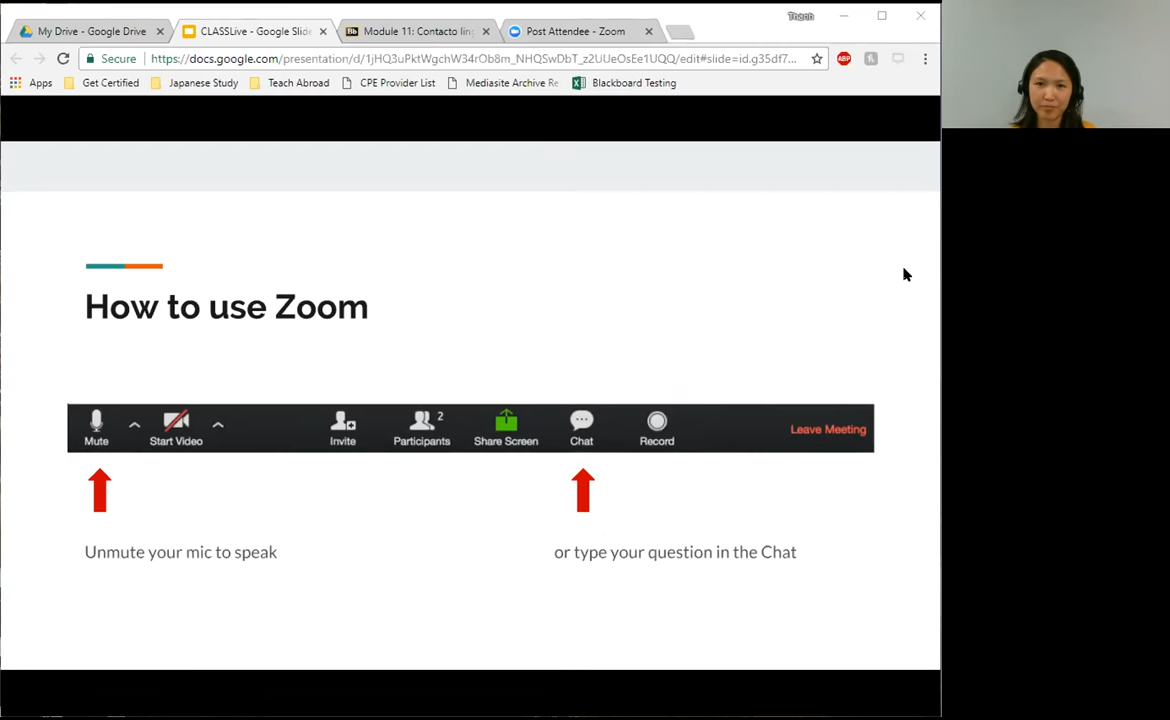 Thanh
My Drive - Google Drive
CLASSLive - Google Slide
Module 11: Contacto ling
Post Attendee - Zoom
Secure
https://docs.google.com/presentation/d/1jHQ3uPktWgchW34rOb8m_NHQSwDbT_z2UUeOsEe1UQQ/edit#slide=id.g35df7...
ABP
Apps
Get Certified
Japanese Study
Teach Abroad
CPE Provider List
Mediasite Archive Re
Blackboard Testing
How to use Zoom
2
Mute
Start Video
Invite
Participants
Share Screen
Chat
Record
Leave Meeting
Unmute your mic to speak
or type your question in the Chat